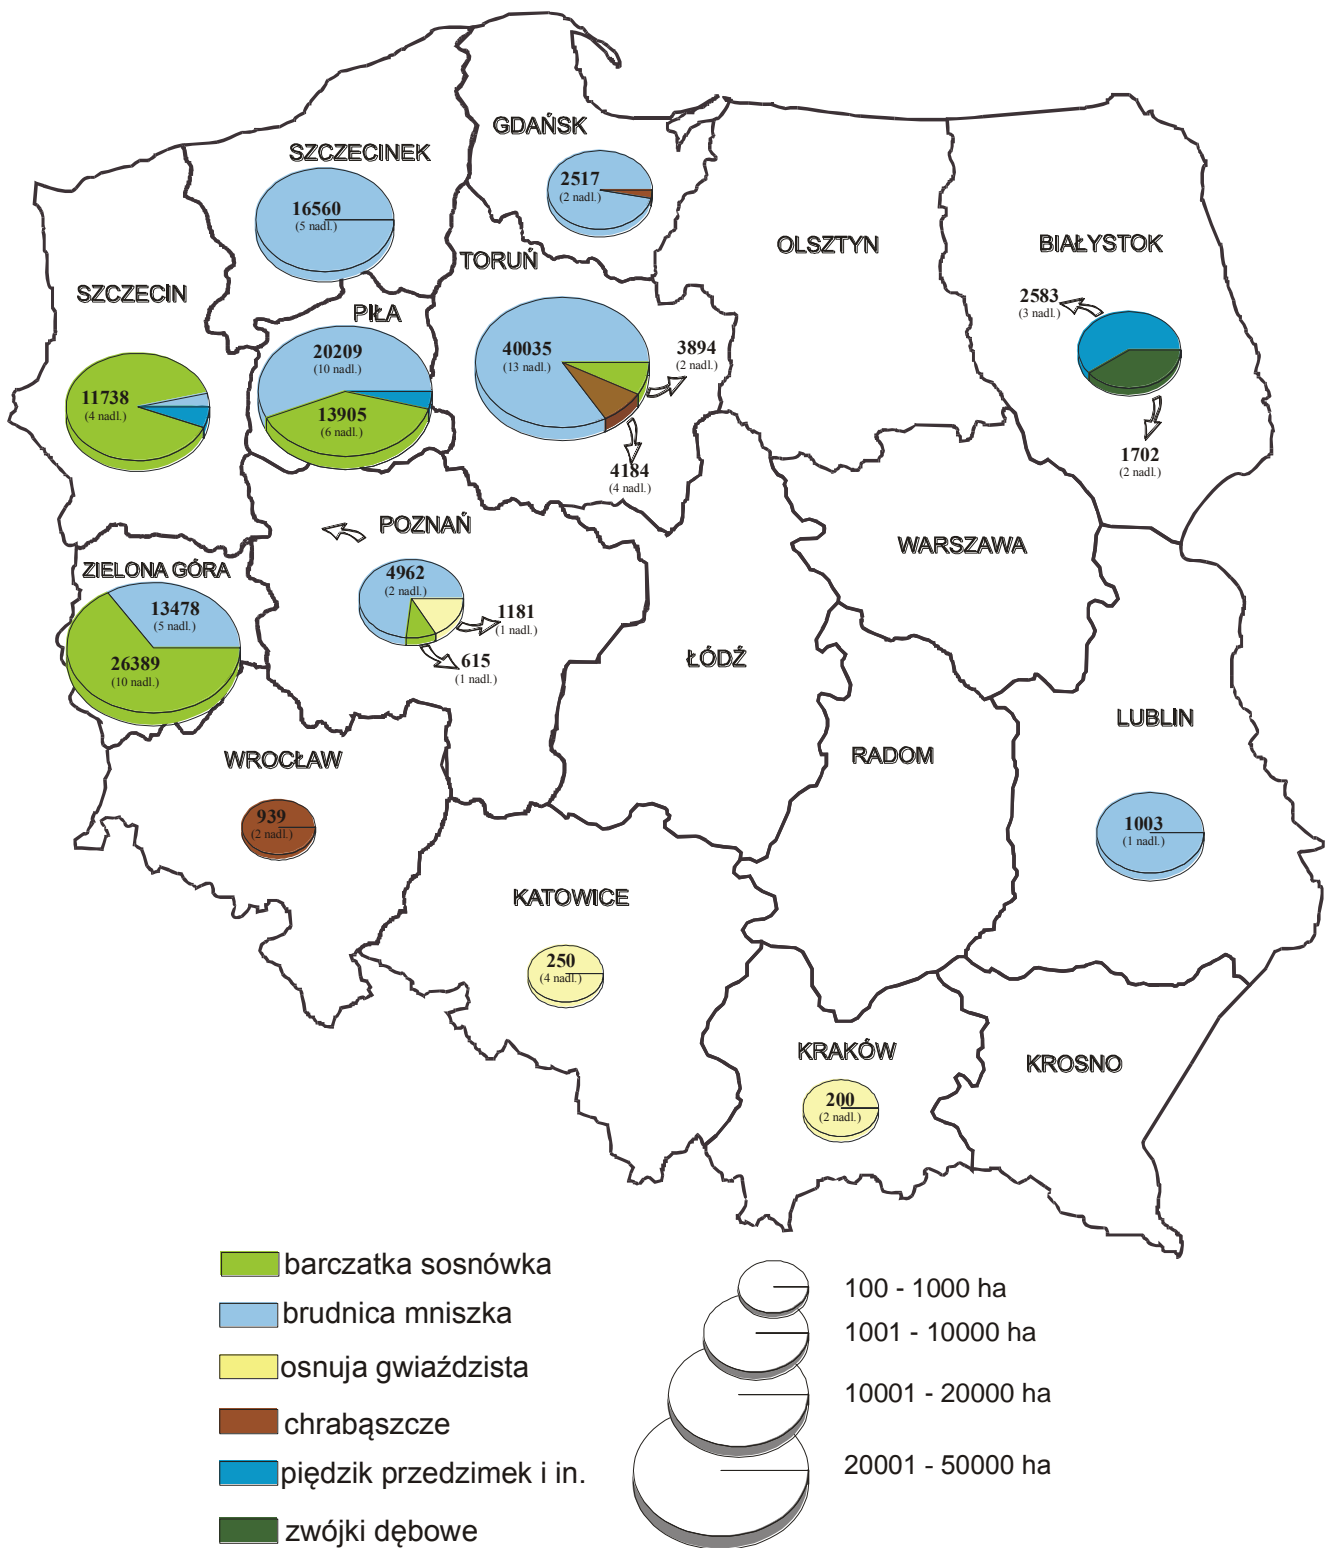 GDAŃSK
2517
(2 nadl.)
SZCZECINEK
16560
(5 nadl.)
OLSZTYN
BIAŁYSTOK
2583
(3 nadl.)
1702
(2 nadl.)
TORUŃ
40035
(13 nadl.)
3894
(2 nadl.)
4184
(4 nadl.)
SZCZECIN
11738
(4 nadl.)
PIŁA
20209
(10 nadl.)
13905
(6 nadl.)
POZNAŃ
4962
(2 nadl.)
1181
(1 nadl.)
615
(1 nadl.)
WARSZAWA
ZIELONA GÓRA
13478
(5 nadl.)
26389
(10 nadl.)
ŁÓDŹ
LUBLIN
1003
(1 nadl.)
WROCŁAW
939
(2 nadl.)
RADOM
KATOWICE
250
(4 nadl.)
KRAKÓW
200
(2 nadl.)
KROSNO
barczatka sosnówka
brudnica mniszka
osnuja gwiaździsta
chrabąszcze
piędzik przedzimek i in.
zwójki dębowe
100 - 1000 ha
1001 - 10000 ha
10001 - 20000 ha
20001 - 50000 ha